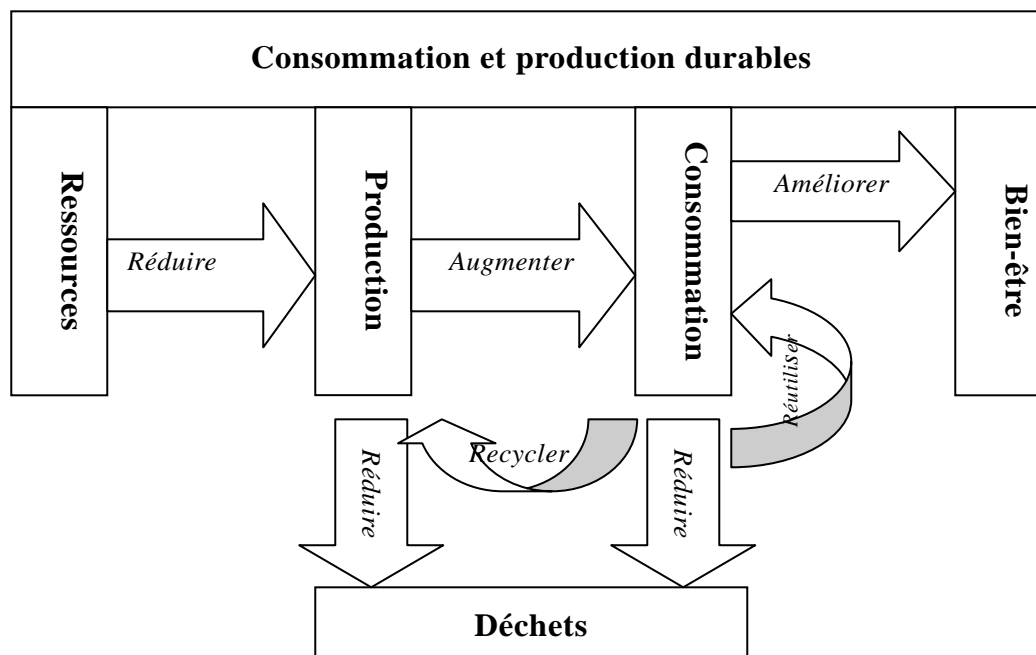 Consommation et production durables
Ressources
Réduire
Production
Augmenter
Consommation
Améliorer
Bien-être
Réutiliser
Recycler
Réduire
Réduire
Déchets